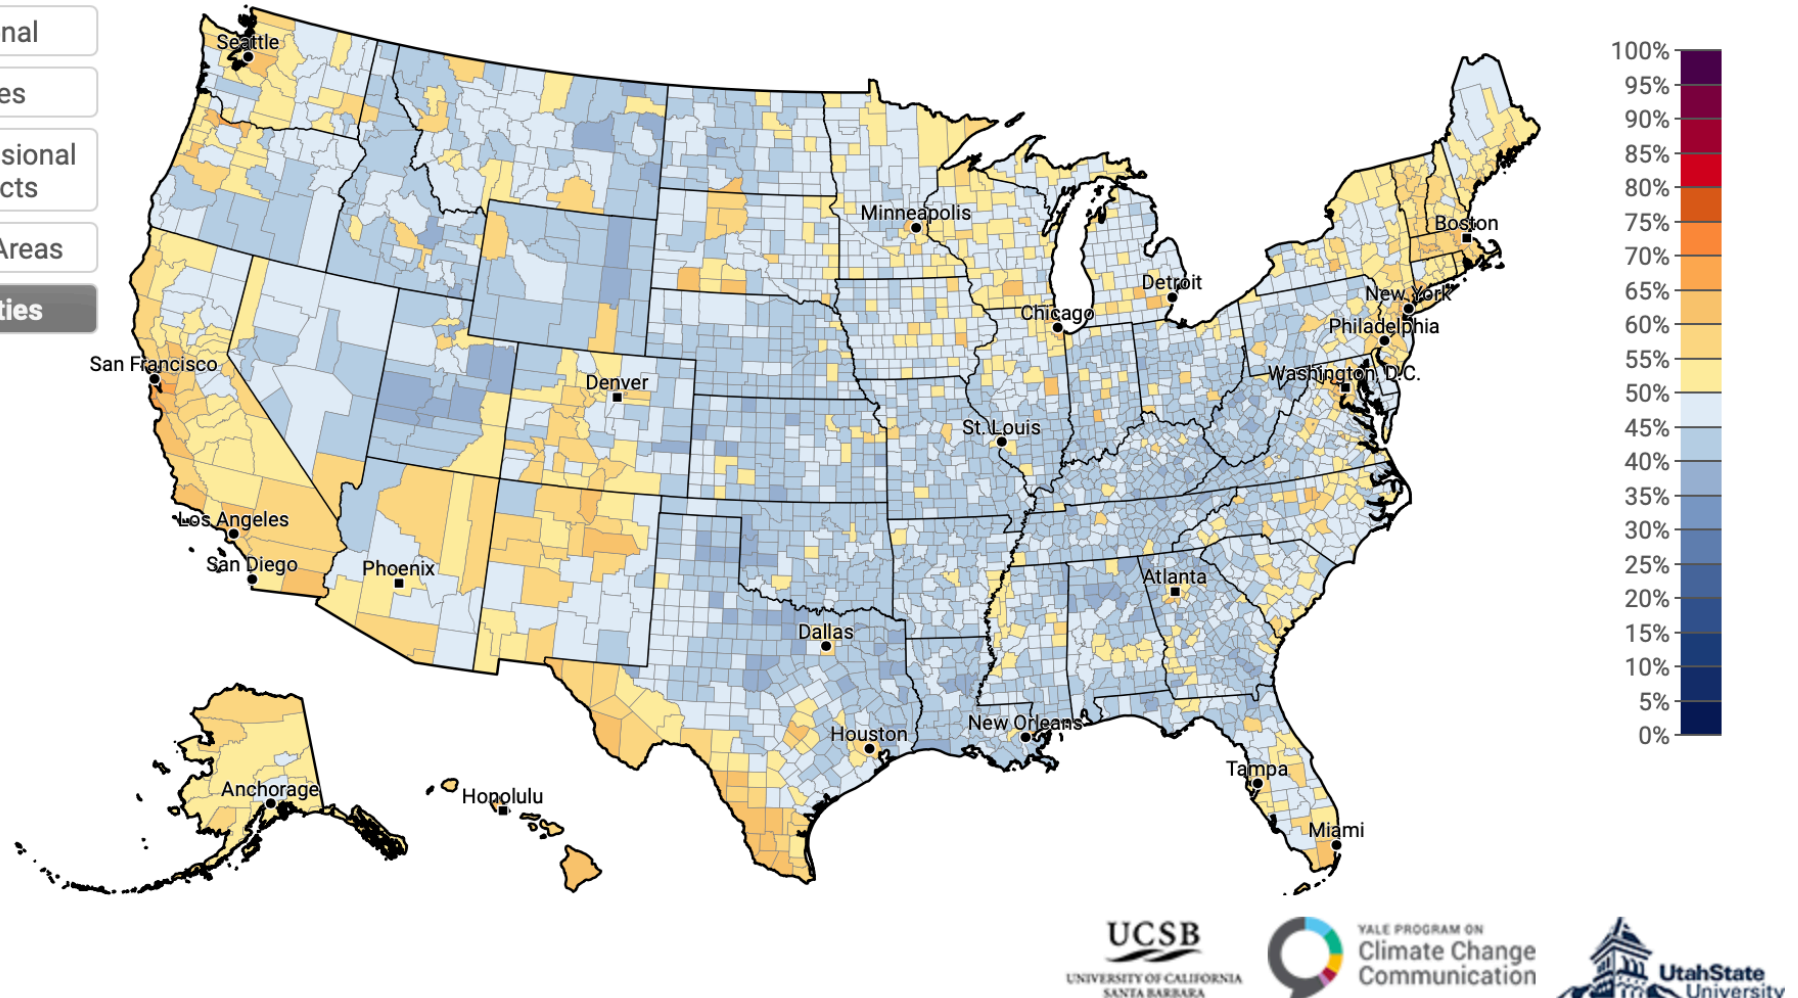 nal
es
sional
cts
Areas
ties
Seattle
Minneapolis
Boston
Detroit
New York
Chicago
Philadelphia
San Francisco
Denver
Washington, D.C.
St. Louis
Los Angeles
San Diego
Phoenix
Atlanta
Dallas
New Orleans
Houston
Tampa
Anchorage
Honolulu
Miami
100%
95%
90%
85%
80%
75%
70%
65%
60%
55%
50%
45%
40%
35%
30%
25%
20%
15%
10%
5%
0%
UCSB
UNIVERSITY OF CALIFORNIA
SANTA BARBARA
YALE PROGRAM ON
Climate Change
Communication
UtahState
University